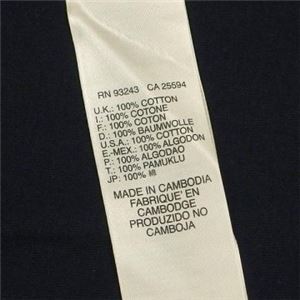 RN 93243 CA 25594
U.K.: 100% COTTON
I.: 100% COTONE
F.: 100% COTON
D.: 100% BAUMWOLLE
U.S.A.: 100% COTTON
E.-MEX.: 100% ALGODON
P.: 100% ALGODAO
T.: 100% PAMUKLU
JP: 100% 綿
MADE IN CAMBODIA
FABRIQUE' EN
CAMBODGE
PRODUZIDO NO
CAMBOJA